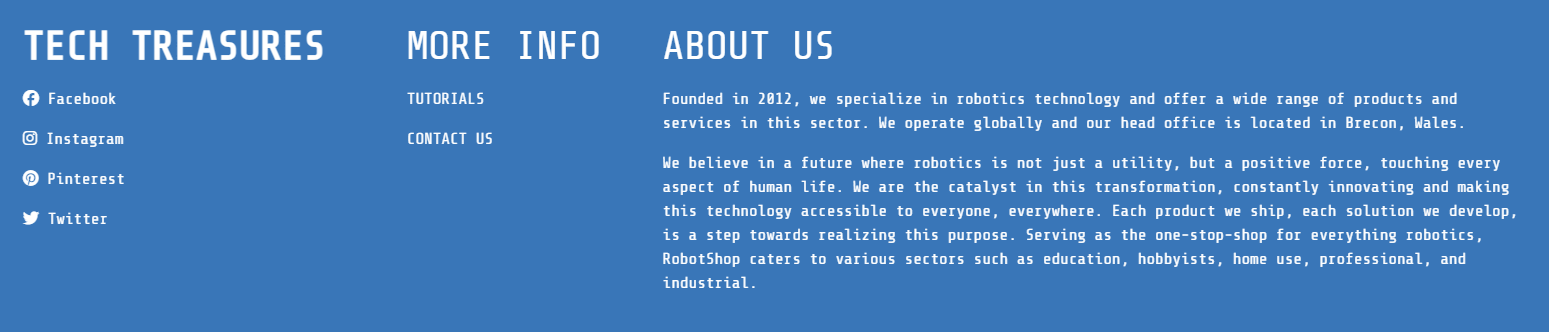 TECH TREASURES
Facebook
Instagram
Pinterest
Twitter
MORE INFO
TUTORIALS
CONTACT US
ABOUT US
Founded in 2012, we specialize in robotics technology and offer a wide range of products and
services in this sector. We operate globally and our head office is located in Brecon, Wales.
We believe in a future where robotics is not just a utility, but a positive force, touching every
aspect of human life. We are the catalyst in this transformation, constantly innovating and making
this technology accessible to everyone, everywhere. Each product we ship, each solution we develop,
is a step towards realizing this purpose. Serving as the one-stop-shop for everything robotics,
RobotShop caters to various sectors such as education, hobbyists, home use, professional, and
industrial.